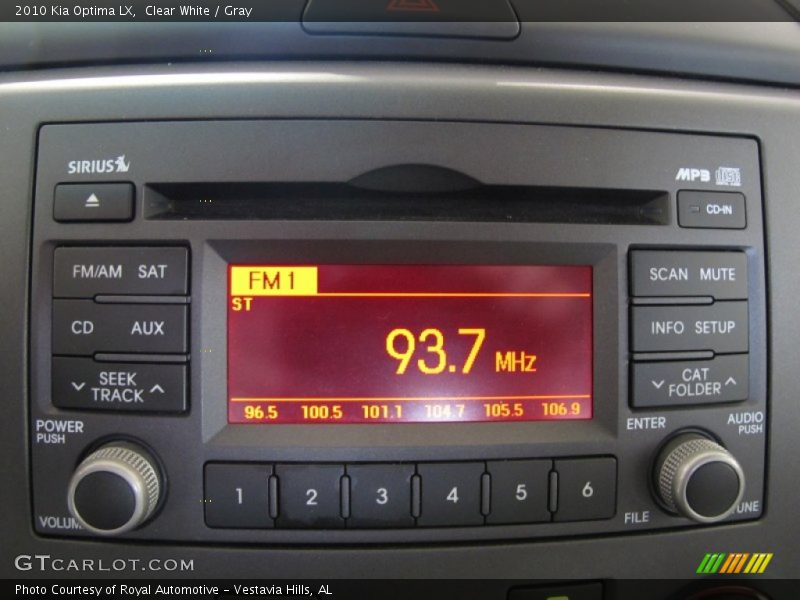 2010 Kia Optima LX,  Clear White / Gray
SIRIUS
MP3
CD-IN
FM/AM SAT
CD AUX
SEEK
TRACK
FM 1
ST
93.7 MHz
96.5 100.5 101.1 104.7 105.5 106.9
SCAN MUTE
INFO SETUP
CAT
FOLDER
POWER
PUSH
VOLUM
1 2 3 4 5 6
ENTER
AUDIO
PUSH
FILE
TUNE
GTCARLOT.COM
Photo Courtesy of Royal Automotive – Vestavia Hills, AL